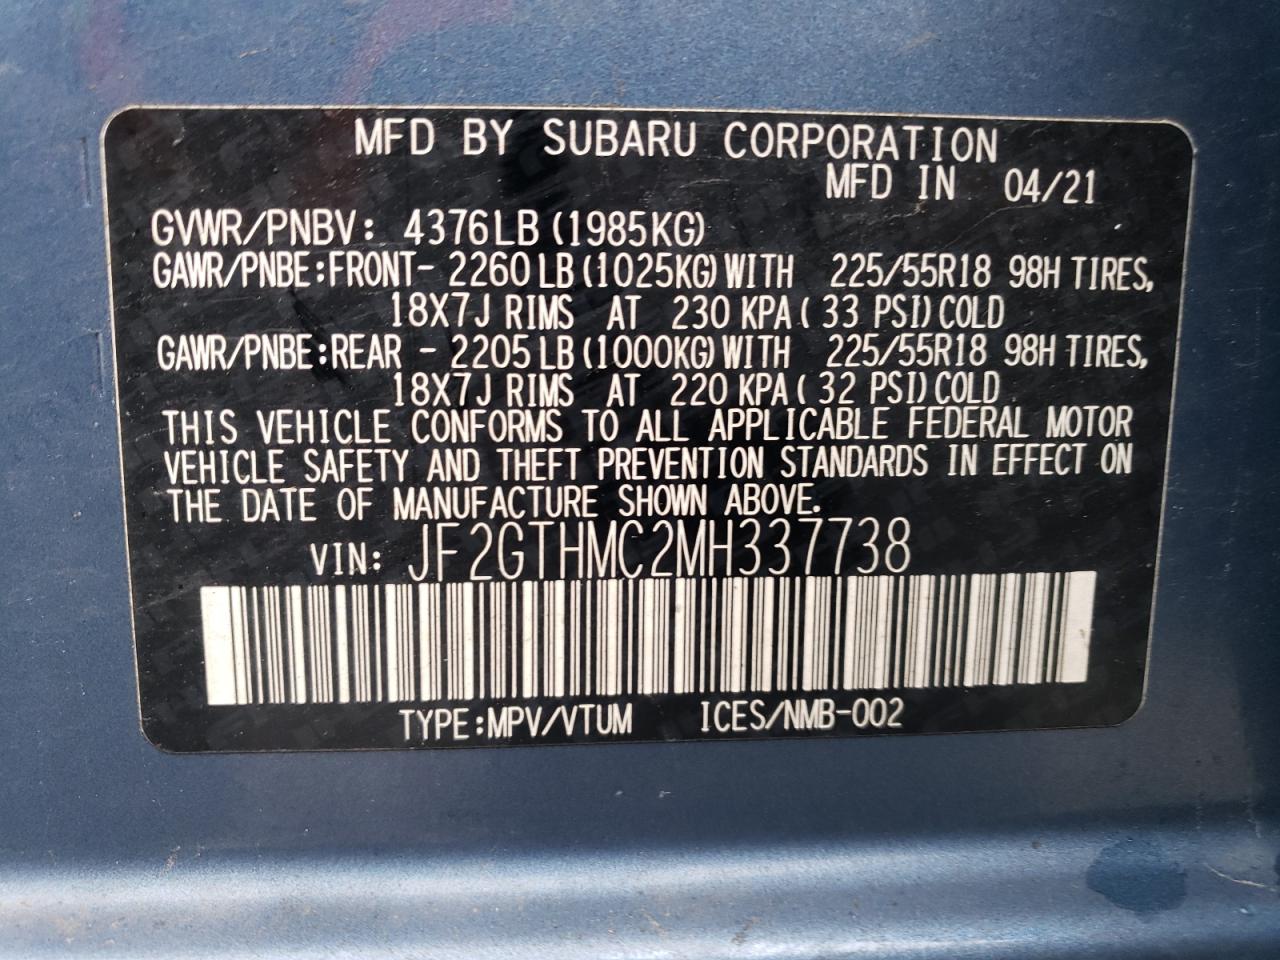 MFD BY SUBARU CORPORATION
MFD IN 04/21
GVWR/PNBV: 4376LB (1985KG)
GAWR/PNBE:FRONT- 2260LB (1025KG) WITH 225/55R18 98H TIRES,
18X7J RIMS AT 230 KPA ( 33 PSI) COLD
GAWR/PNBE:REAR - 2205LB (1000KG) WITH 225/55R18 98H TIRES,
18X7J RIMS AT 220 KPA ( 32 PSI) COLD
THIS VEHICLE CONFORMS TO ALL APPLICABLE FEDERAL MOTOR
VEHICLE SAFETY AND THEFT PREVENTION STANDARDS IN EFFECT ON
THE DATE OF MANUFACTURE SHOWN ABOVE.
VIN: JF2GTHMC2MH337738
TYPE:MPV/VTUM ICES/NMB-002